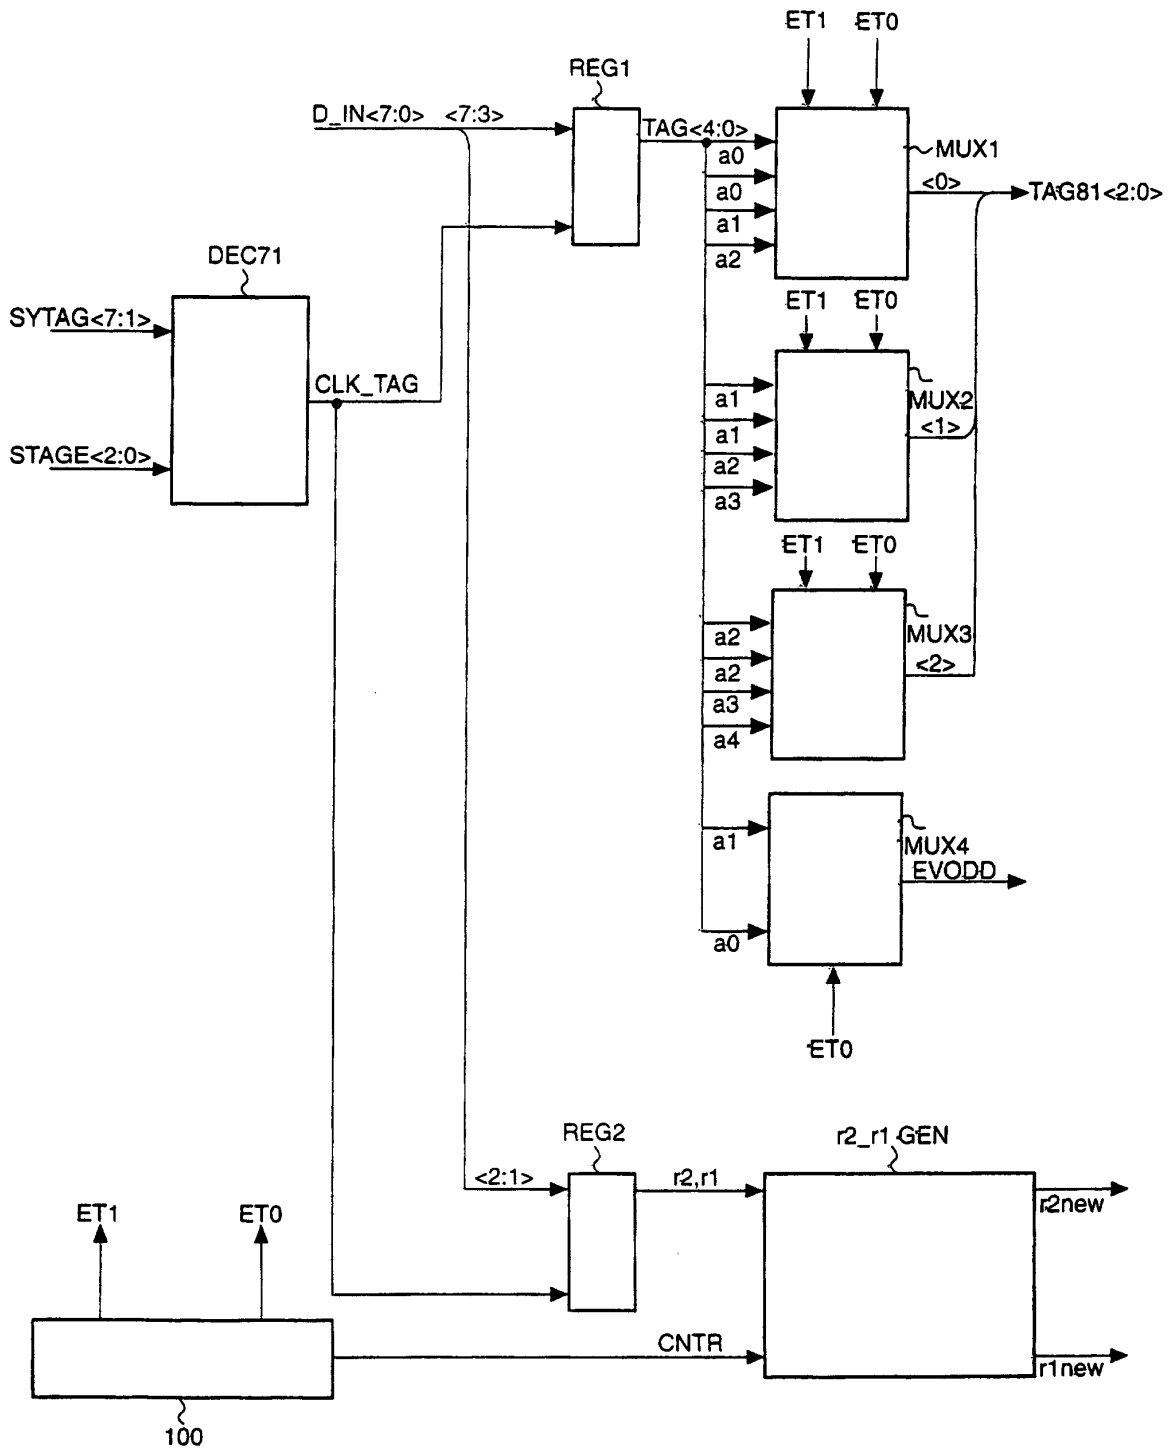 ET1 ET0
REG1
D_IN<7:0> <7:3>
TAG<4:0>
MUX1
a0
<0>
TAG81<2:0>
a0
a1
a2
DEC71
SYTAG<7:1>
ET1 ET0
CLK_TAG
a1
MUX2
a1
<1>
STAGE<2:0>
a2
a3
ET1 ET0
a2
MUX3
a2
<2>
a3
a4
a1
MUX4
EVODD
a0
ET0
REG2
r2_r1 GEN
<2:1>
r2,r1
r2new
ET1 ET0
CNTR
r1new
100